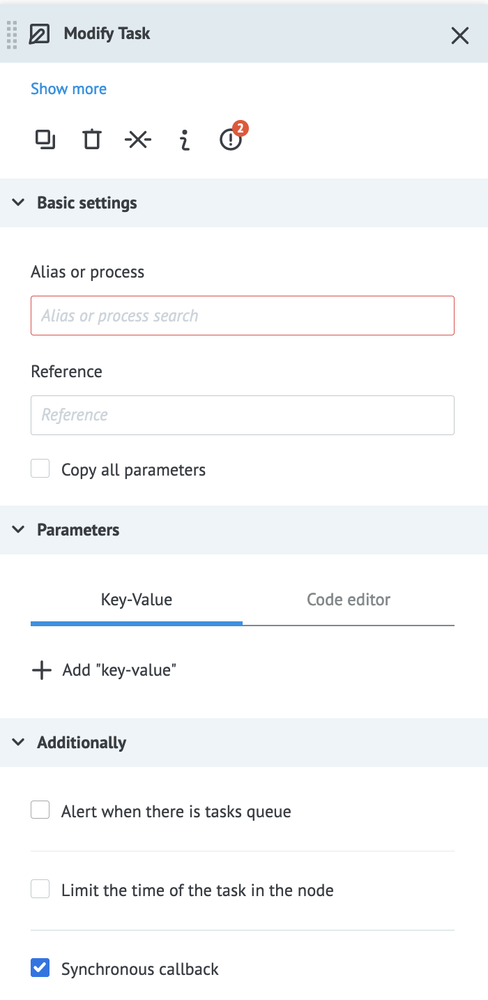 Modify Task
Show more
2
Basic settings
Alias or process
Alias or process search
Reference
Reference
Copy all parameters
Parameters
Key-Value
Code editor
Add "key-value"
Additionally
Alert when there is tasks queue
Limit the time of the task in the node
Synchronous callback